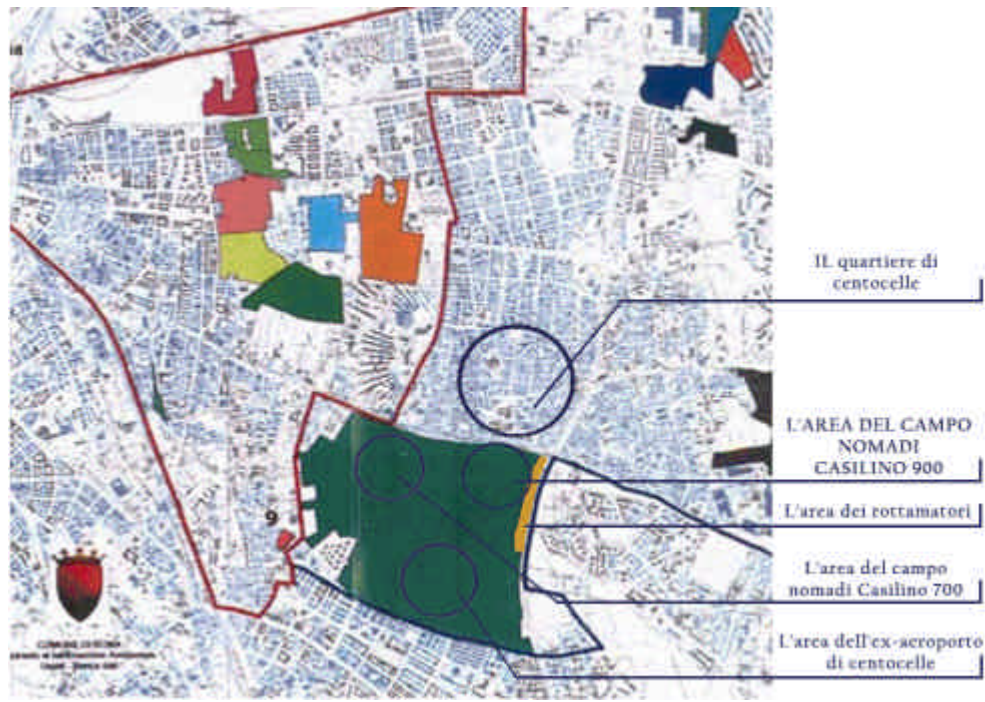 IL quartiere di
centocelle
L'AREA DEL CAMPO
NOMADI
CASILINO 900
L'area dei rottamatori
L'area del campo
nomadi Casilino 700
L'area dell'ex-aeroporto
di centocelle
9